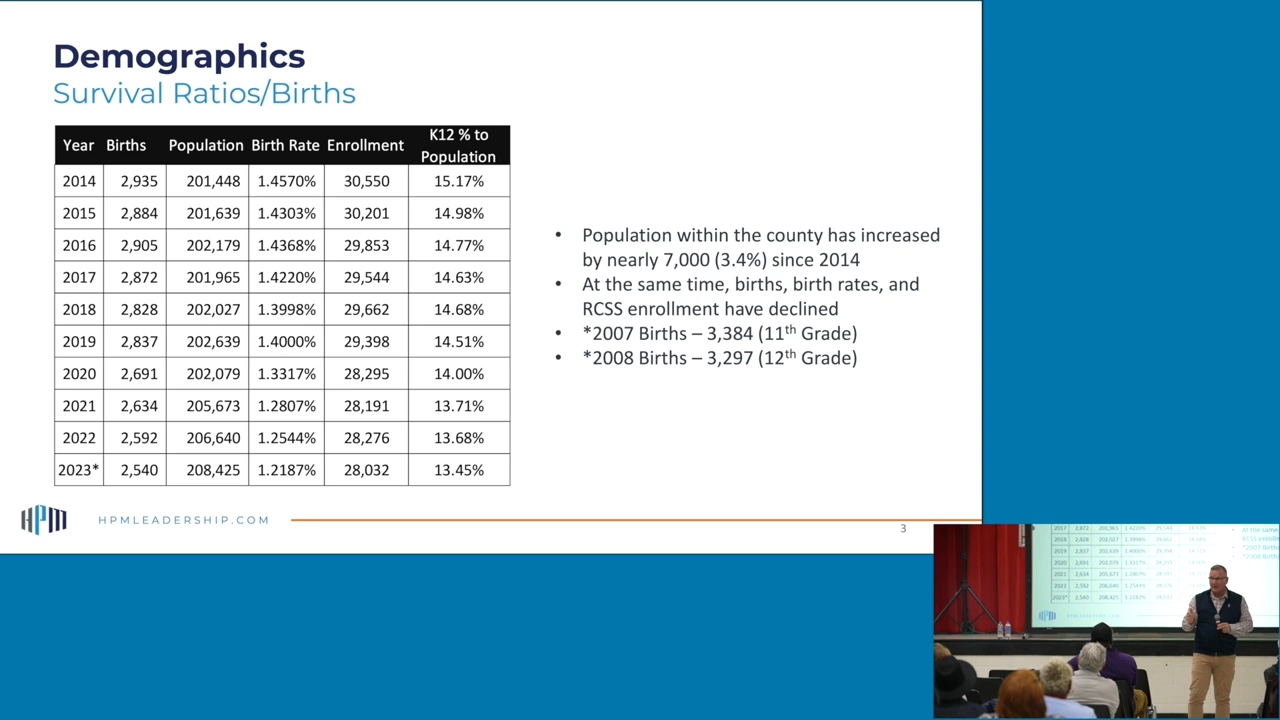 Demographics
Survival Ratios/Births
Year Births Population Birth Rate Enrollment K12 % to Population
2014 2,935 201,448 1.4570% 30,550 15.17%
2015 2,884 201,639 1.4303% 30,201 14.98%
2016 2,905 202,179 1.4368% 29,853 14.77%
2017 2,872 201,965 1.4220% 29,544 14.63%
2018 2,828 202,027 1.3998% 29,662 14.68%
2019 2,837 202,639 1.4000% 29,398 14.51%
2020 2,691 202,079 1.3317% 28,295 14.00%
2021 2,634 205,673 1.2807% 28,191 13.71%
2022 2,592 206,640 1.2544% 28,276 13.68%
2023* 2,540 208,425 1.2187% 28,032 13.45%
• Population within the county has increased
by nearly 7,000 (3.4%) since 2014
• At the same time, births, birth rates, and
RCSS enrollment have declined
• *2007 Births – 3,384 (11th Grade)
• *2008 Births – 3,297 (12th Grade)
HPM
HPMLEADERSHIP.COM
3